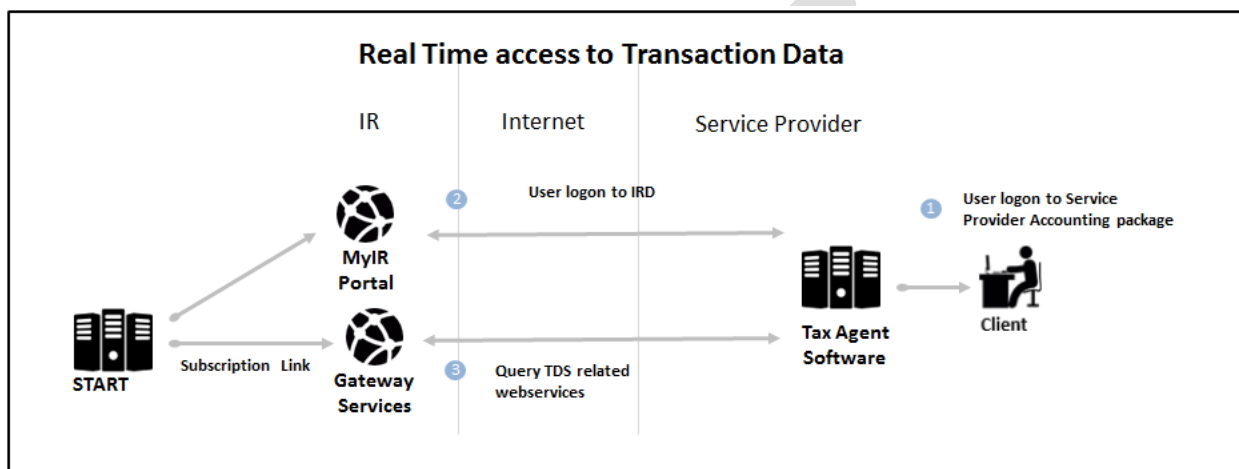 Real Time access to Transaction Data
IR
Internet
Service Provider
2
User logon to IRD
1
User logon to Service
Provider Accounting package
MyIR
Portal
START
Subscription Link
Gateway
Services
3
Query TDS related
webservices
Tax Agent
Software
Client